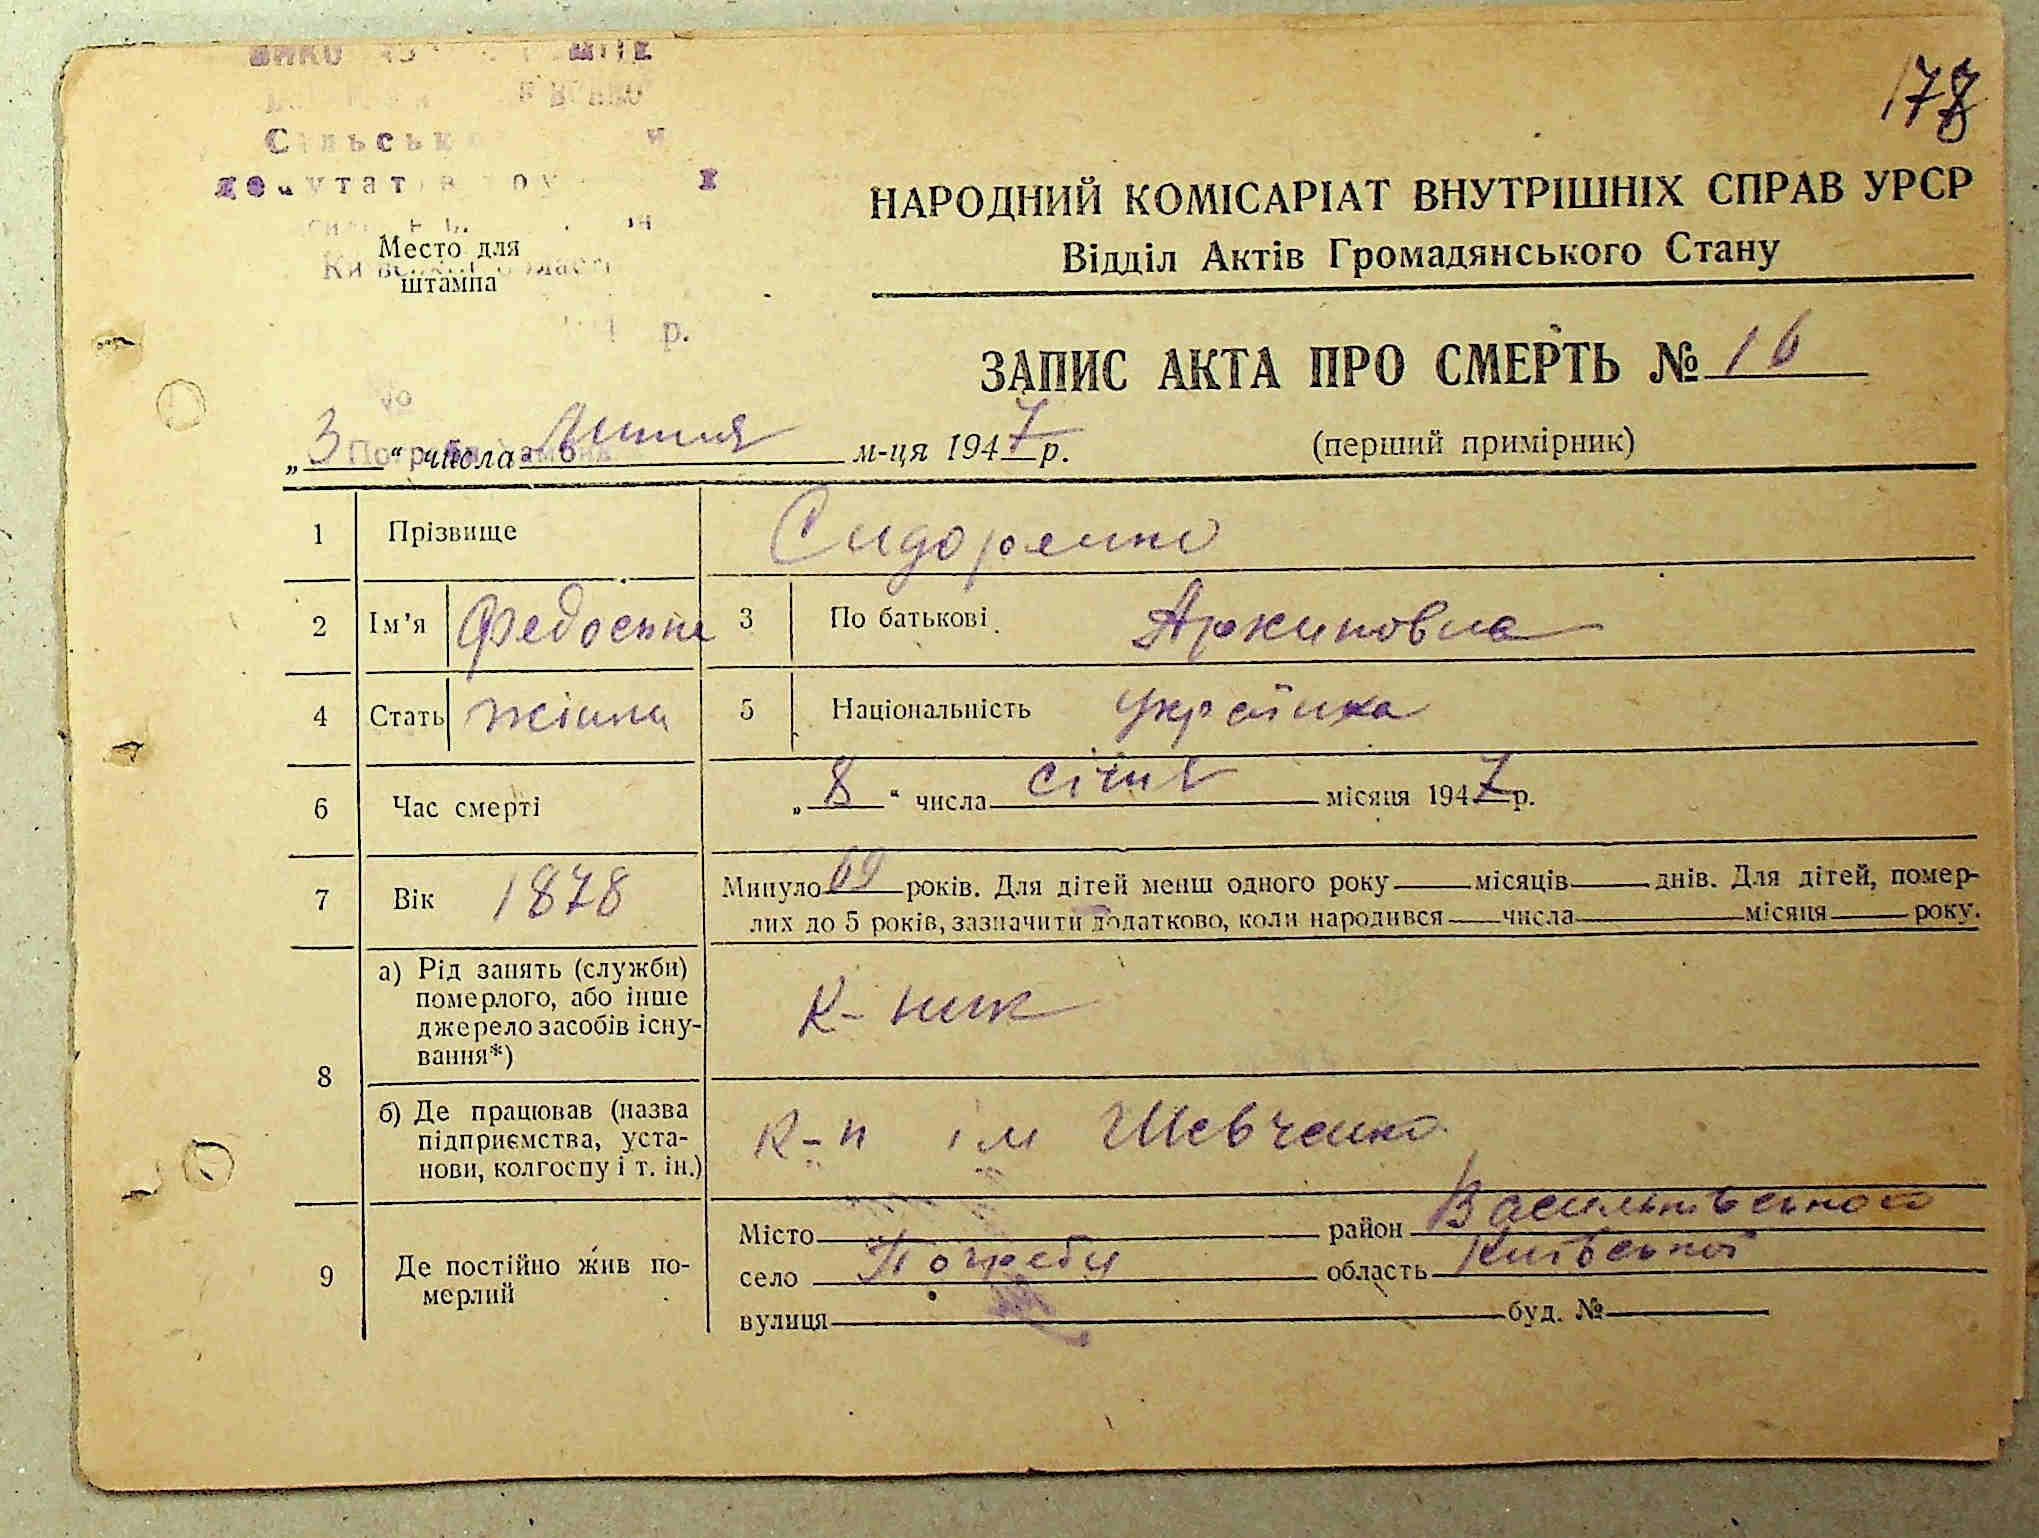 178
Сільськ
депутатів
Место для
штампа
р.
НАРОДНИЙ КОМІСАРІАТ ВНУТРІШНІХ СПРАВ УРСР
Відділ Актів Громадянського Стану
ЗАПИС АКТА ПРО СМЕРТЬ № 16
„3“ числа Липня м-ця 1947 р.
(перший примірник)
1 Прізвище Сидоренко
2 Ім’я Федоська 3 По батькові Архиповна
4 Стать жіноча 5 Національність Українка
6 Час смерті „8“ числа січня місяця 1947 р.
7 Вік 1878 Минуло 69 років. Для дітей менш одного року місяців днів. Для дітей, помер-
лих до 5 років, зазначити додатково, коли народився числа місяця року.
8 а) Рід занять (служби)
померлого, або інше
джерело засобів існу-
вання*)
К-ник
б) Де працював (назва
підприємства, уста-
нови, колгоспу і т. ін.)
К-п ім Шевченко
9 Де постійно жив по-
мерлий
Місто район Васильківський
село Погреби область Київської
вулиця буд. №